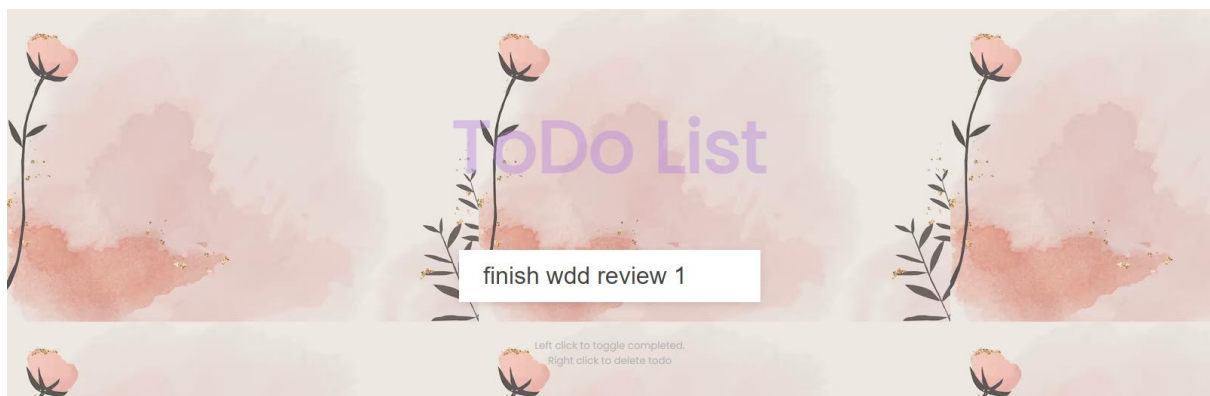 ToDo List
finish wdd review 1
Left click to toggle completed.
Right click to delete todo